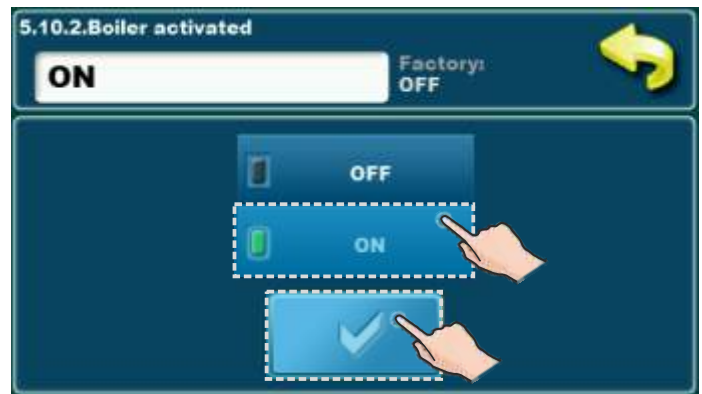 5.10.2.Boiler activated
ON
Factory:
OFF
OFF
ON